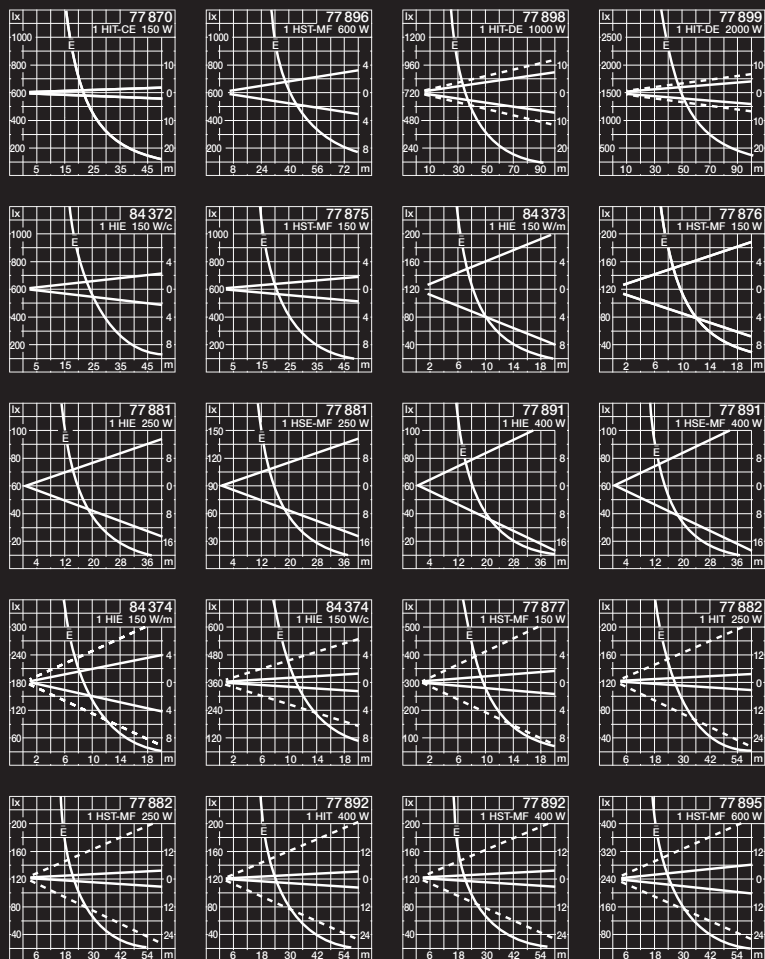 lx 77 870
1 HIT-CE 150 W
E
1000
800
600
400
200
10
0
10
20
5 15 25 35 45 m
lx 77 896
1 HST-MF 600 W
E
1000
800
600
400
200
4
0
4
8
8 24 40 56 72 m
lx 77 898
1 HIT-DE 1000 W
E
1200
960
720
480
240
10
0
10
20
10 30 50 70 90 m
lx 77 899
1 HIT-DE 2000 W
E
2500
2000
1500
1000
500
10
0
10
20
10 30 50 70 90 m
lx 84 372
1 HIE 150 W/c
E
1000
800
600
400
200
4
0
4
8
5 15 25 35 45 m
lx 77 875
1 HST-MF 150 W
E
1000
800
600
400
200
4
0
4
8
5 15 25 35 45 m
lx 84 373
1 HIE 150 W/m
E
200
160
120
80
40
4
0
4
8
2 6 10 14 18 m
lx 77 876
1 HST-MF 150 W
E
200
160
120
80
40
4
0
4
8
2 6 10 14 18 m
lx 77 881
1 HIE 250 W
E
100
80
60
40
20
8
0
8
16
4 12 20 28 36 m
lx 77 881
1 HSE-MF 250 W
E
150
120
90
60
30
8
0
8
16
4 12 20 28 36 m
lx 77 891
1 HIE 400 W
E
100
80
60
40
20
8
0
8
16
4 12 20 28 36 m
lx 77 891
1 HSE-MF 400 W
E
100
80
60
40
20
8
0
8
16
4 12 20 28 36 m
lx 84 374
1 HIE 150 W/m
E
300
240
180
120
60
4
0
4
8
2 6 10 14 18 m
lx 84 374
1 HIE 150 W/c
E
600
480
360
240
120
4
0
4
8
2 6 10 14 18 m
lx 77 877
1 HST-MF 150 W
E
500
400
300
200
100
4
0
4
8
2 6 10 14 18 m
lx 77 882
1 HIT 250 W
E
200
160
120
80
40
12
0
12
24
6 18 30 42 54 m
lx 77 882
1 HST-MF 250 W
E
200
160
120
80
40
12
0
12
24
6 18 30 42 54 m
lx 77 892
1 HIT 400 W
E
200
160
120
80
40
12
0
12
24
6 18 30 42 54 m
lx 77 892
1 HST-MF 400 W
E
200
160
120
80
40
12
0
12
24
6 18 30 42 54 m
lx 77 895
1 HST-MF 600 W
E
400
320
240
160
80
12
0
12
24
6 18 30 42 54 m